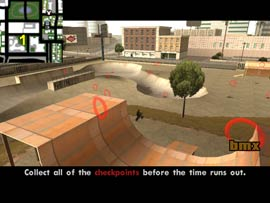 bmx
Collect all of the checkpoints before the time runs out.